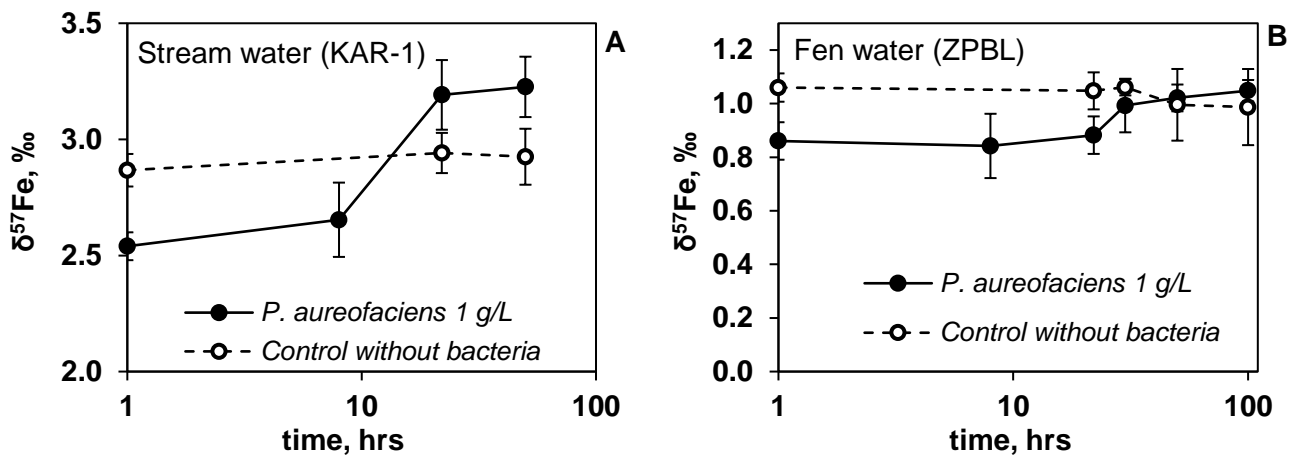 Stream water (KAR-1)
A
3.5
3.0
2.5
2.0
δ⁵⁷Fe, ‰
P. aureofaciens 1 g/L
Control without bacteria
1
10
100
time, hrs
Fen water (ZPBL)
B
1.2
1.0
0.8
0.6
0.4
0.2
0.0
δ⁵⁷Fe, ‰
P. aureofaciens 1 g/L
Control without bacteria
1
10
100
time, hrs